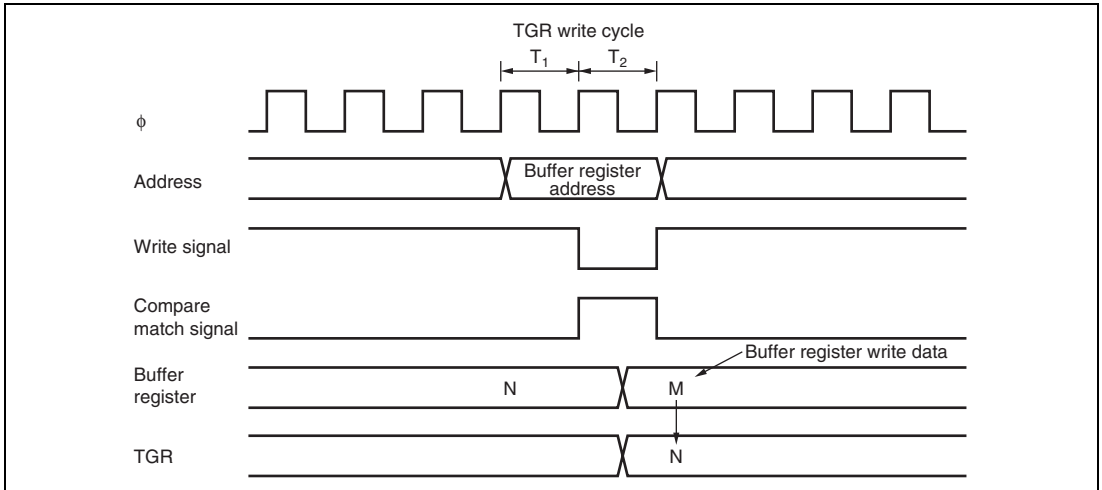 TGR write cycle
T1 T2
φ
Address
Buffer register
address
Write signal
Compare
match signal
Buffer register write data
Buffer
register
N M
TGR
N